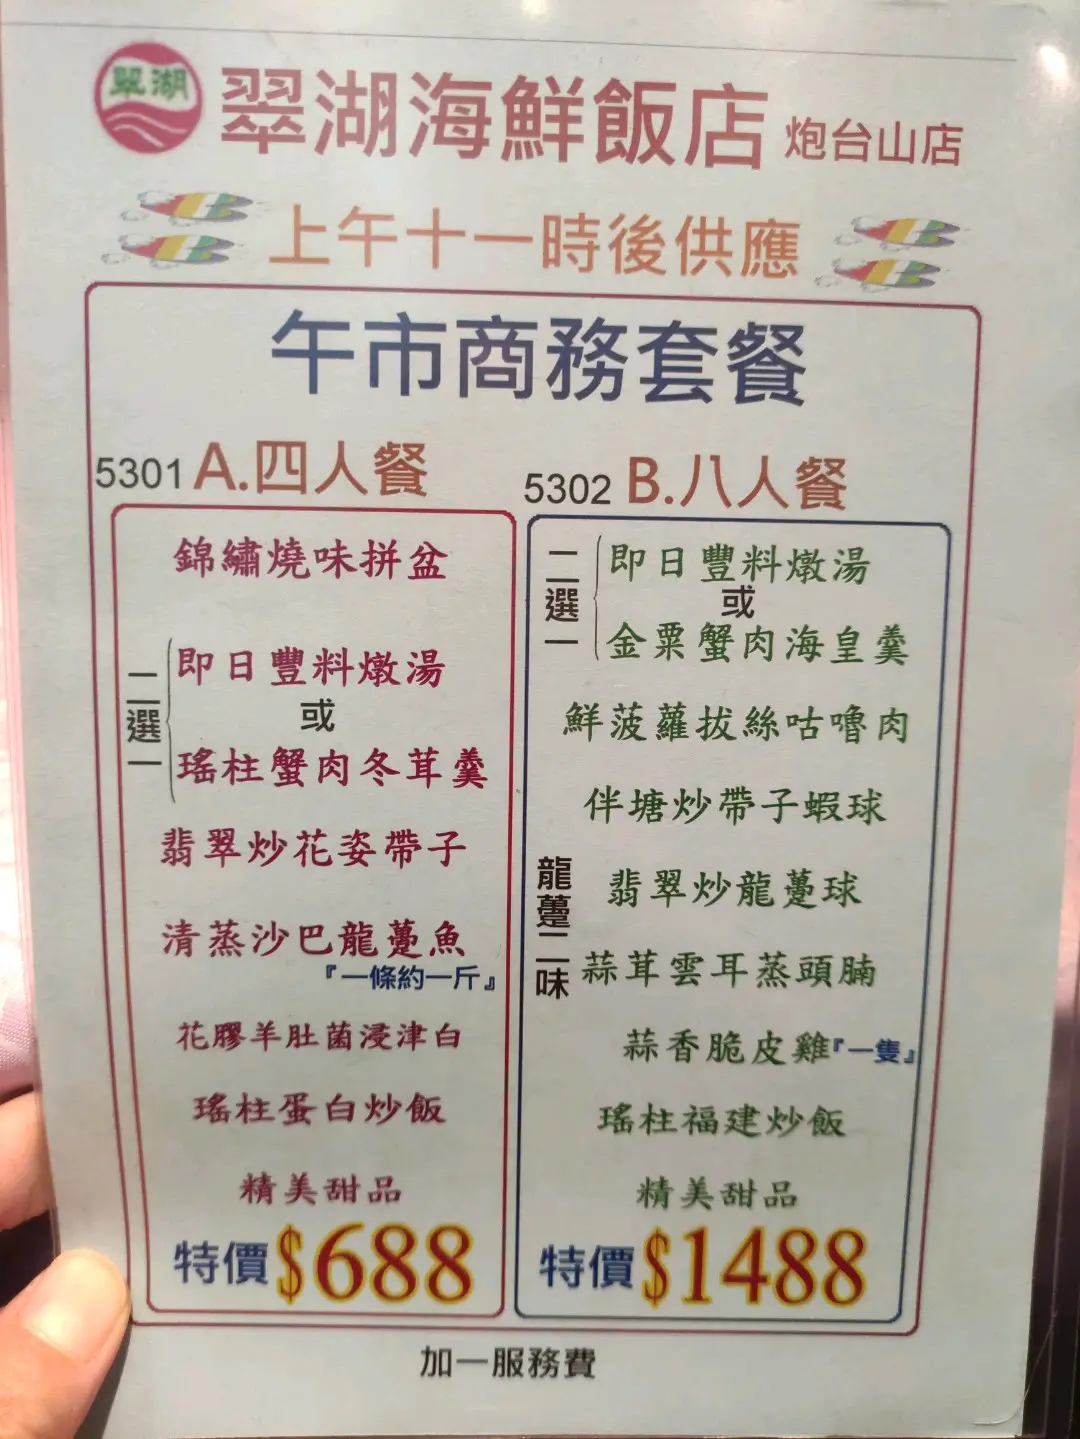 翠湖
翠湖海鮮飯店 炮台山店
上午十一時後供應
午市商務套餐
5301 A.四人餐
錦繡燒味拼盆
二選一
即日豐料燉湯
或
瑤柱蟹肉冬茸羹
翡翠炒花姿帶子
清蒸沙巴龍躉魚
『一條約一斤』
花膠羊肚菌浸津白
瑤柱蛋白炒飯
精美甜品
特價$688
5302 B.八人餐
二選一
即日豐料燉湯
或
金粟蟹肉海皇羹
鮮菠蘿拔絲咕嚕肉
伴塘炒帶子蝦球
龍躉二味
翡翠炒龍躉球
蒜茸雲耳蒸頭腩
蒜香脆皮雞『一隻』
瑤柱福建炒飯
精美甜品
特價$1488
加一服務費